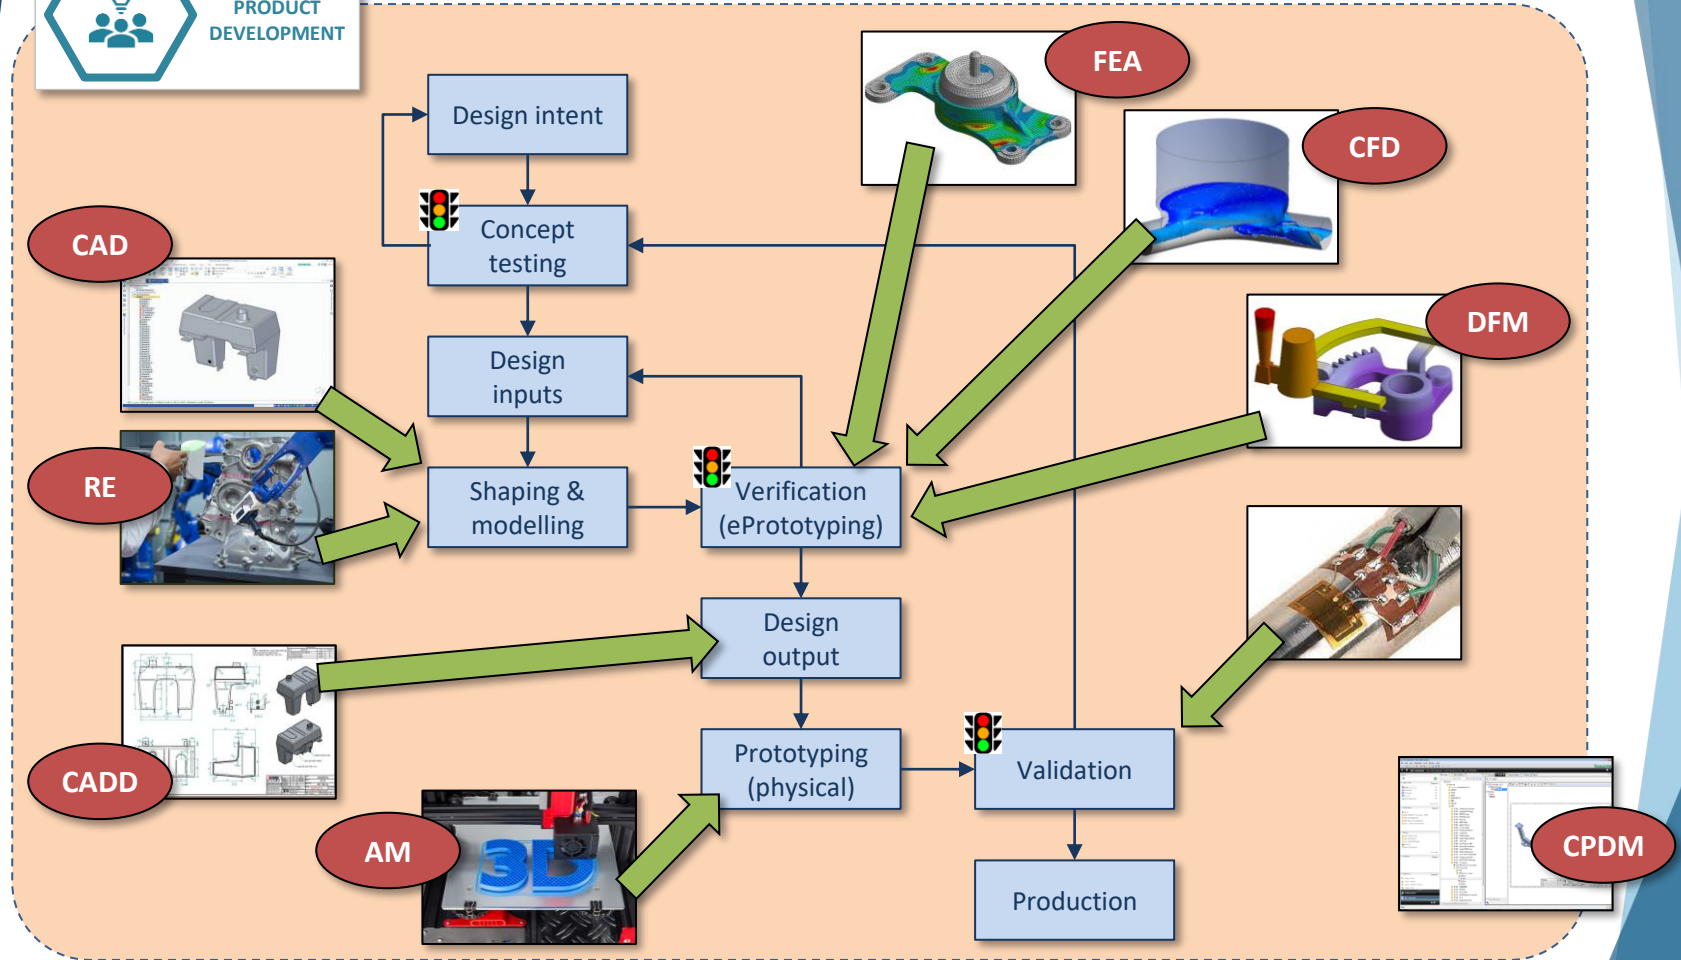 PRODUCT
DEVELOPMENT
FEA
Design intent
CFD
Concept
testing
CAD
DFM
Design
inputs
RE
Shaping &
modelling
Verification
(ePrototyping)
Design
output
CADD
Prototyping
(physical)
Validation
AM
3D
CPDM
Production